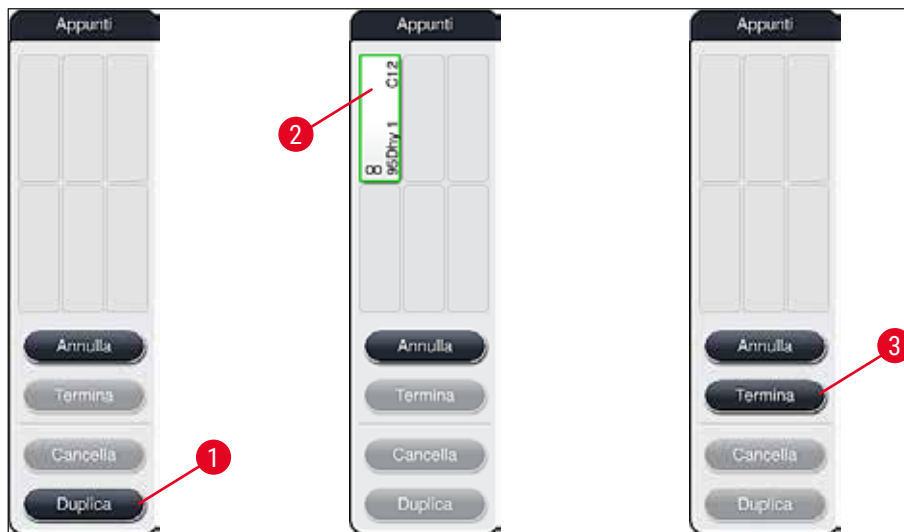 Appunti
Annulla
Termina
Cancella
Duplica
1
Appunti
C12
95Dhy 1
8
2
Annulla
Termina
Cancella
Duplica
Appunti
Annulla
Termina
3
Cancella
Duplica